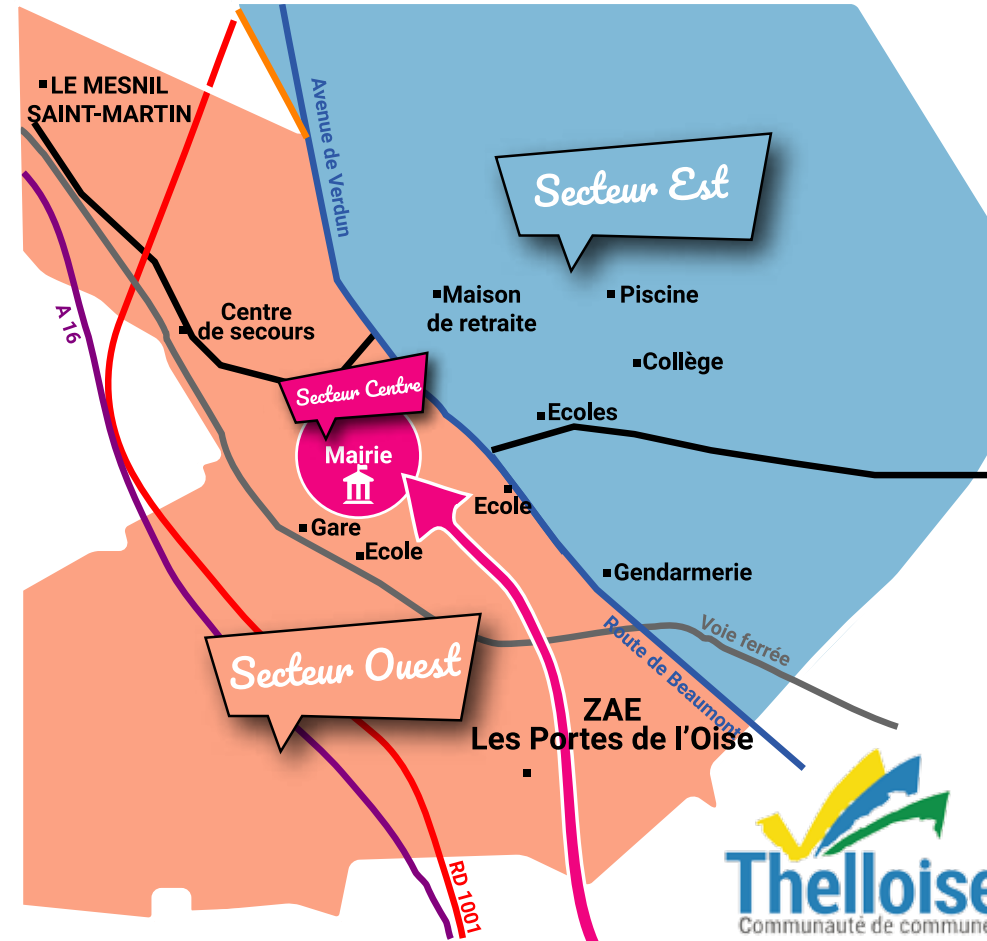 LE MESNIL
SAINT-MARTIN
Avenue de Verdun
Secteur Est
A 16
Centre
de secours
Maison
de retraite
Piscine
Collège
Secteur Centre
Ecoles
Mairie
Ecole
Gare
Ecole
Gendarmerie
Voie ferrée
Route de Beaumont
Secteur Ouest
ZAE
Les Portes de l'Oise
RD 1001
Thelloise
Communauté de commune